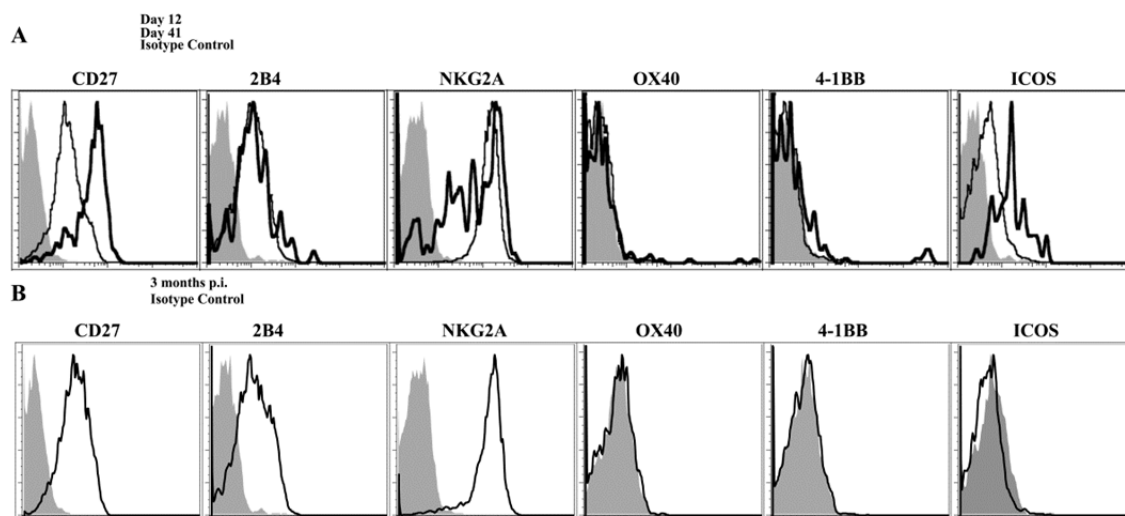 Day 12
Day 41
Isotype Control
A
CD27 2B4 NKG2A OX40 4-1BB ICOS
3 months p.i.
Isotype Control
B
CD27 2B4 NKG2A OX40 4-1BB ICOS